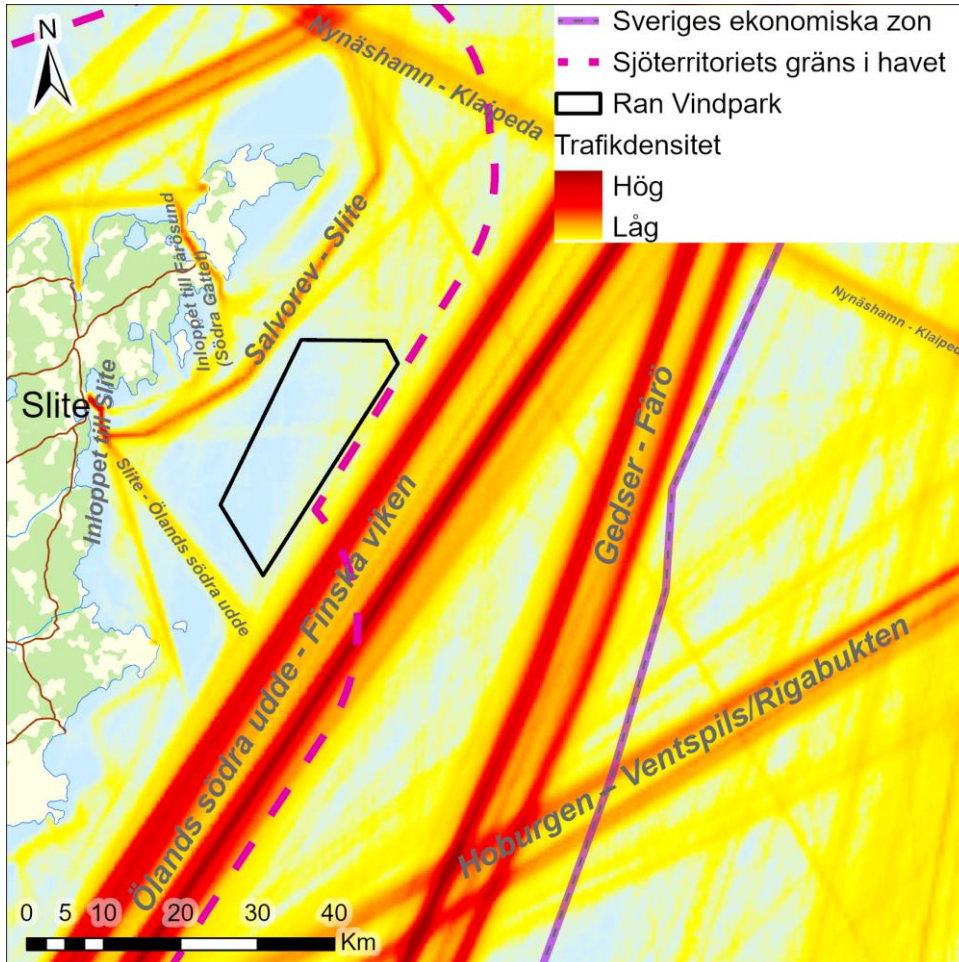 N
Sveriges ekonomiska zon
Sjöterritoriets gräns i havet
Ran Vindpark
Trafikdensitet
Hög
Låg
Nynäshamn - Klaipeda
Inloppet till Fårösund
(Södra Gattet)
Salvorev - Slite
Nynäshamn - Klaipeda
Slite
Inloppet till Slite
Slite - Ölands södra udde
Ölands södra udde - Finska viken
Gedser - Fårö
Hoburgen - Ventspils/Rigabukten
0 5 10 20 30 40
Km